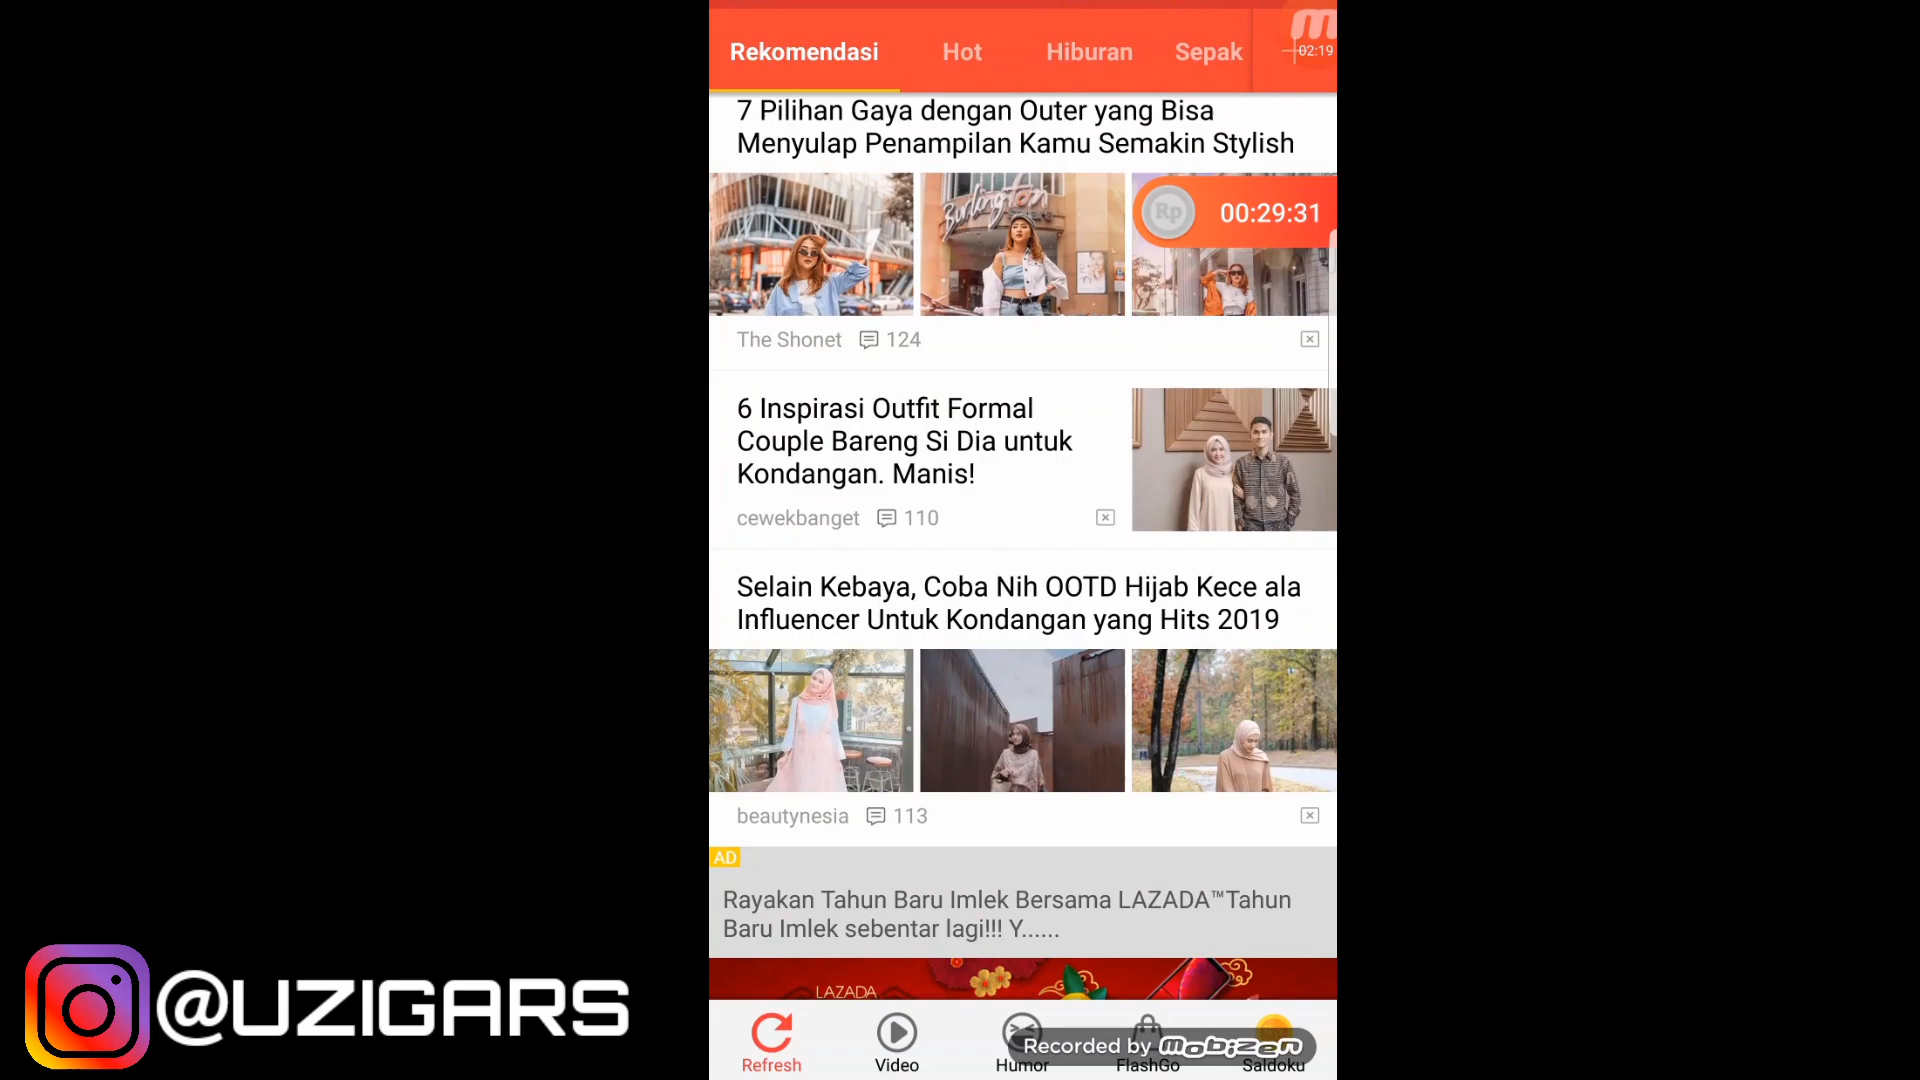 Rekomendasi Hot Hiburan Sepak
02:19
7 Pilihan Gaya dengan Outer yang Bisa
Menyulap Penampilan Kamu Semakin Stylish
Burlington
Rp 00:29:31
The Shonet 124
6 Inspirasi Outfit Formal
Couple Bareng Si Dia untuk
Kondangan. Manis!
cewekbanget 110
Selain Kebaya, Coba Nih OOTD Hijab Kece ala
Influencer Untuk Kondangan yang Hits 2019
beautynesia 113
AD
Rayakan Tahun Baru Imlek Bersama LAZADA™Tahun
Baru Imlek sebentar lagi!!! Y......
LAZADA
Recorded by mobizen
Refresh Video Humor FlashGo Saldoku
@UZIGARS